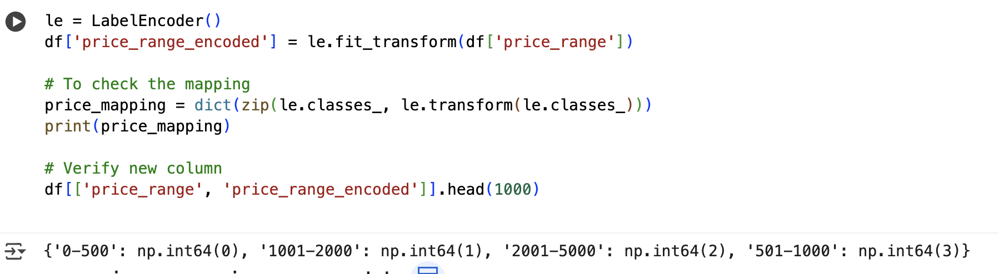 le = LabelEncoder()
df['price_range_encoded'] = le.fit_transform(df['price_range'])
# To check the mapping
price_mapping = dict(zip(le.classes_, le.transform(le.classes_)))
print(price_mapping)
# Verify new column
df[['price_range', 'price_range_encoded']].head(1000)
{'0-500': np.int64(0), '1001-2000': np.int64(1), '2001-5000': np.int64(2), '501-1000': np.int64(3)}